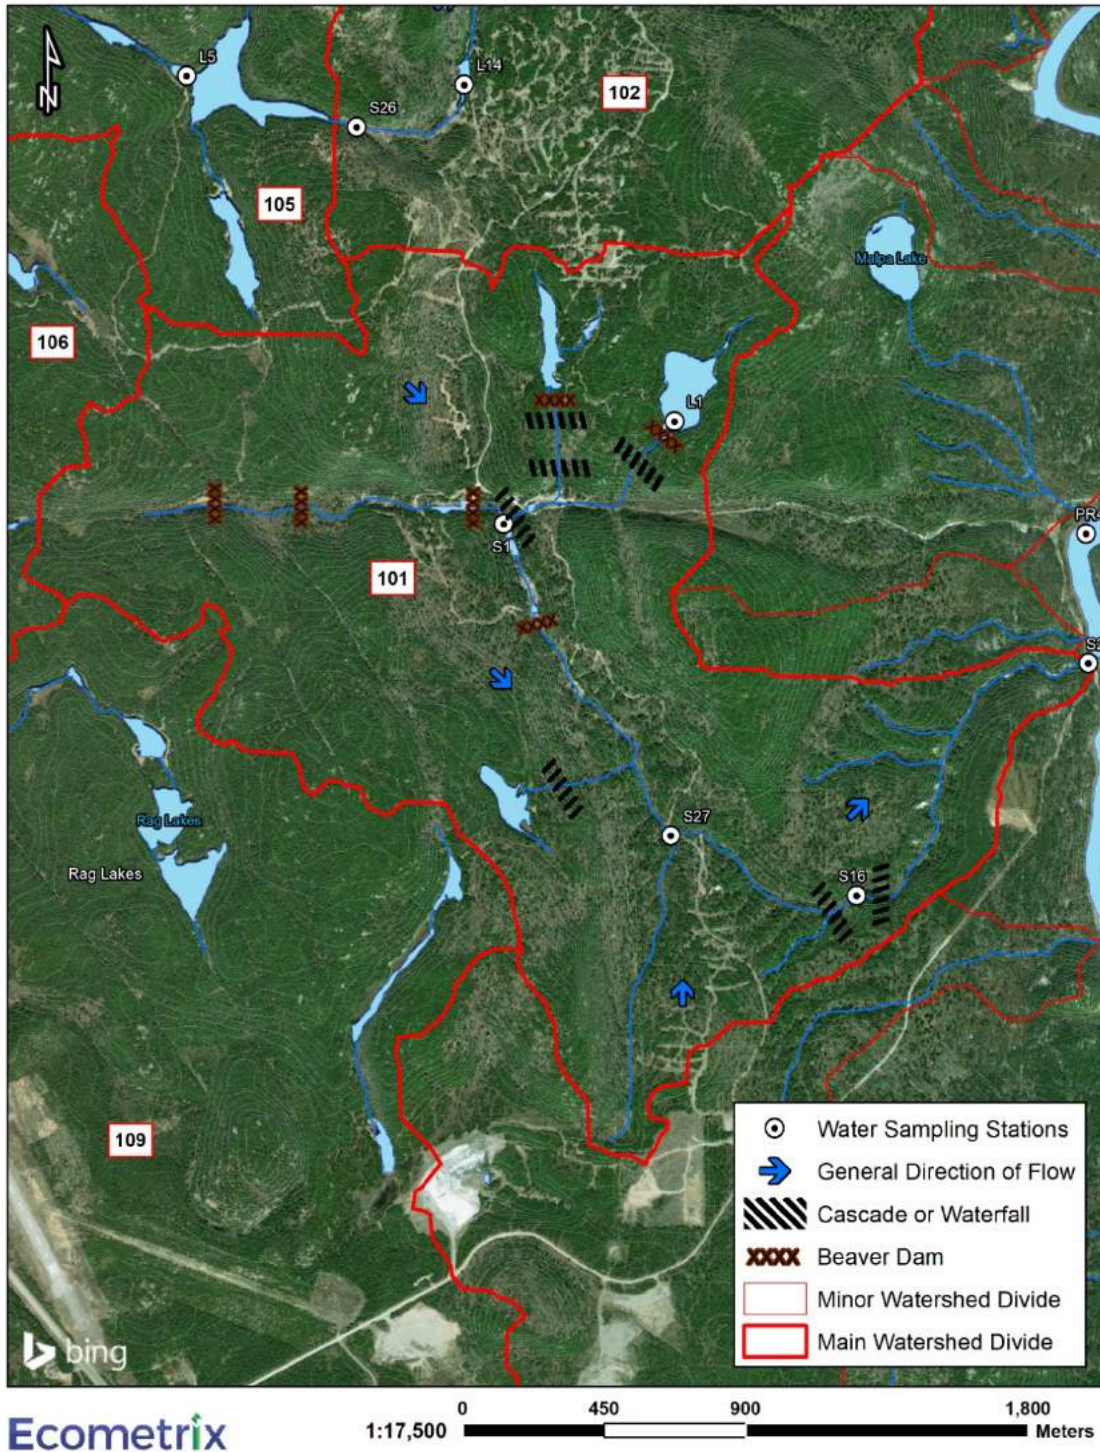 L5
L14
S26
102
N
105
Malpa Lake
106
L1
PR4
S1
101
S2
S27
Rag Lakes
Rag Lakes
S16
109
Water Sampling Stations
General Direction of Flow
Cascade or Waterfall
XXXX Beaver Dam
Minor Watershed Divide
Main Watershed Divide
bing
Ecometrix
1:17,500
0 450 900 1,800
Meters